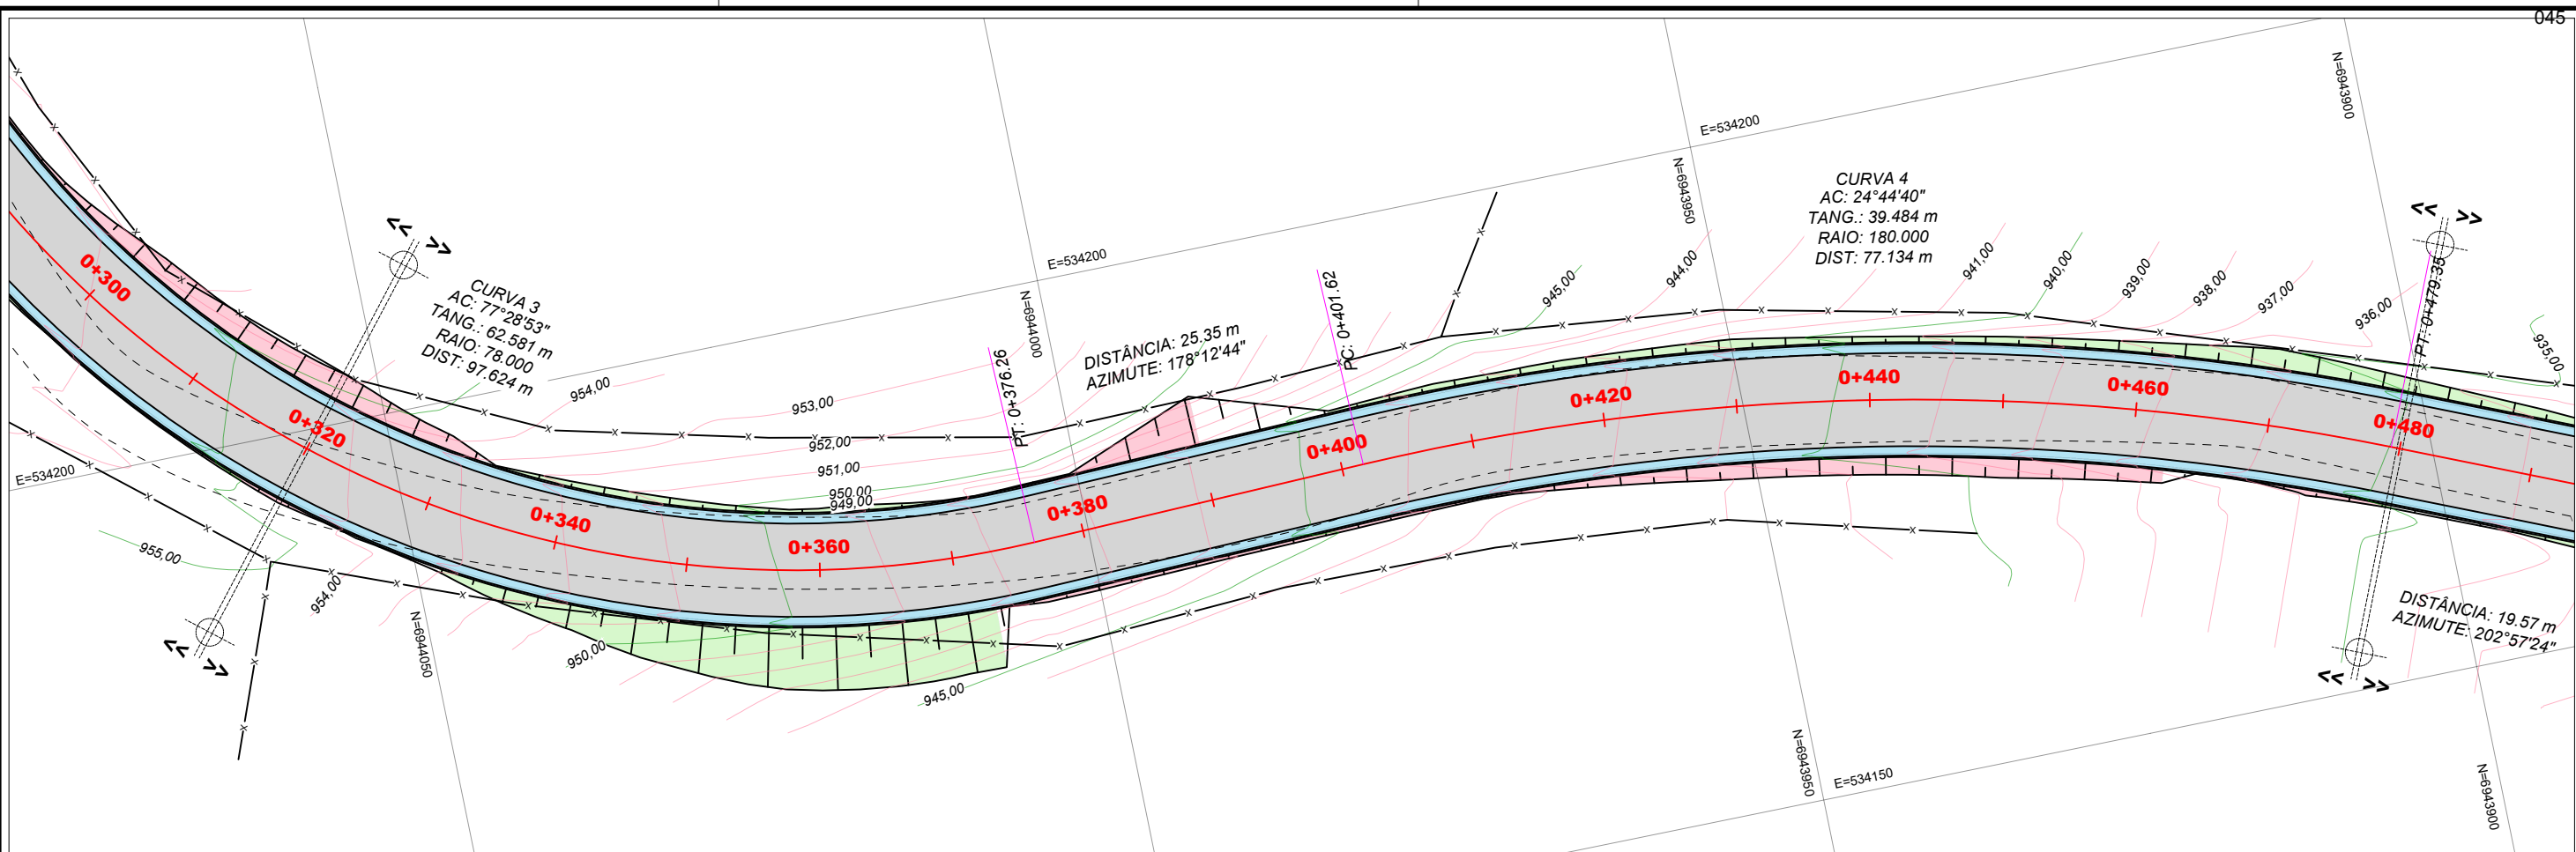 045
CURVA 3
AC: 77°28'53"
TANG.: 62.581 m
RAIO: 78.000
DIST: 97.624 m
DISTÂNCIA: 25.35 m
AZIMUTE: 178°12'44"
CURVA 4
AC: 24°44'40"
TANG.: 39.484 m
RAIO: 180.000
DIST: 77.134 m
DISTÂNCIA: 19.57 m
AZIMUTE: 202°57'24"
PT: 0+376.26
PC: 0+401.62
PT: 0+479.35
0+300
0+320
0+340
0+360
0+380
0+400
0+420
0+440
0+460
0+480
E=534200
E=534200
E=534200
E=534150
N=6944050
N=6944000
N=6943950
N=6943950
N=6943900
N=6943900
955,00
954,00
954,00
953,00
952,00
951,00
950,00
949,00
950,00
945,00
945,00
944,00
941,00
940,00
939,00
938,00
937,00
936,00
935,00
<< >>
<< >>
<< >>
<< >>